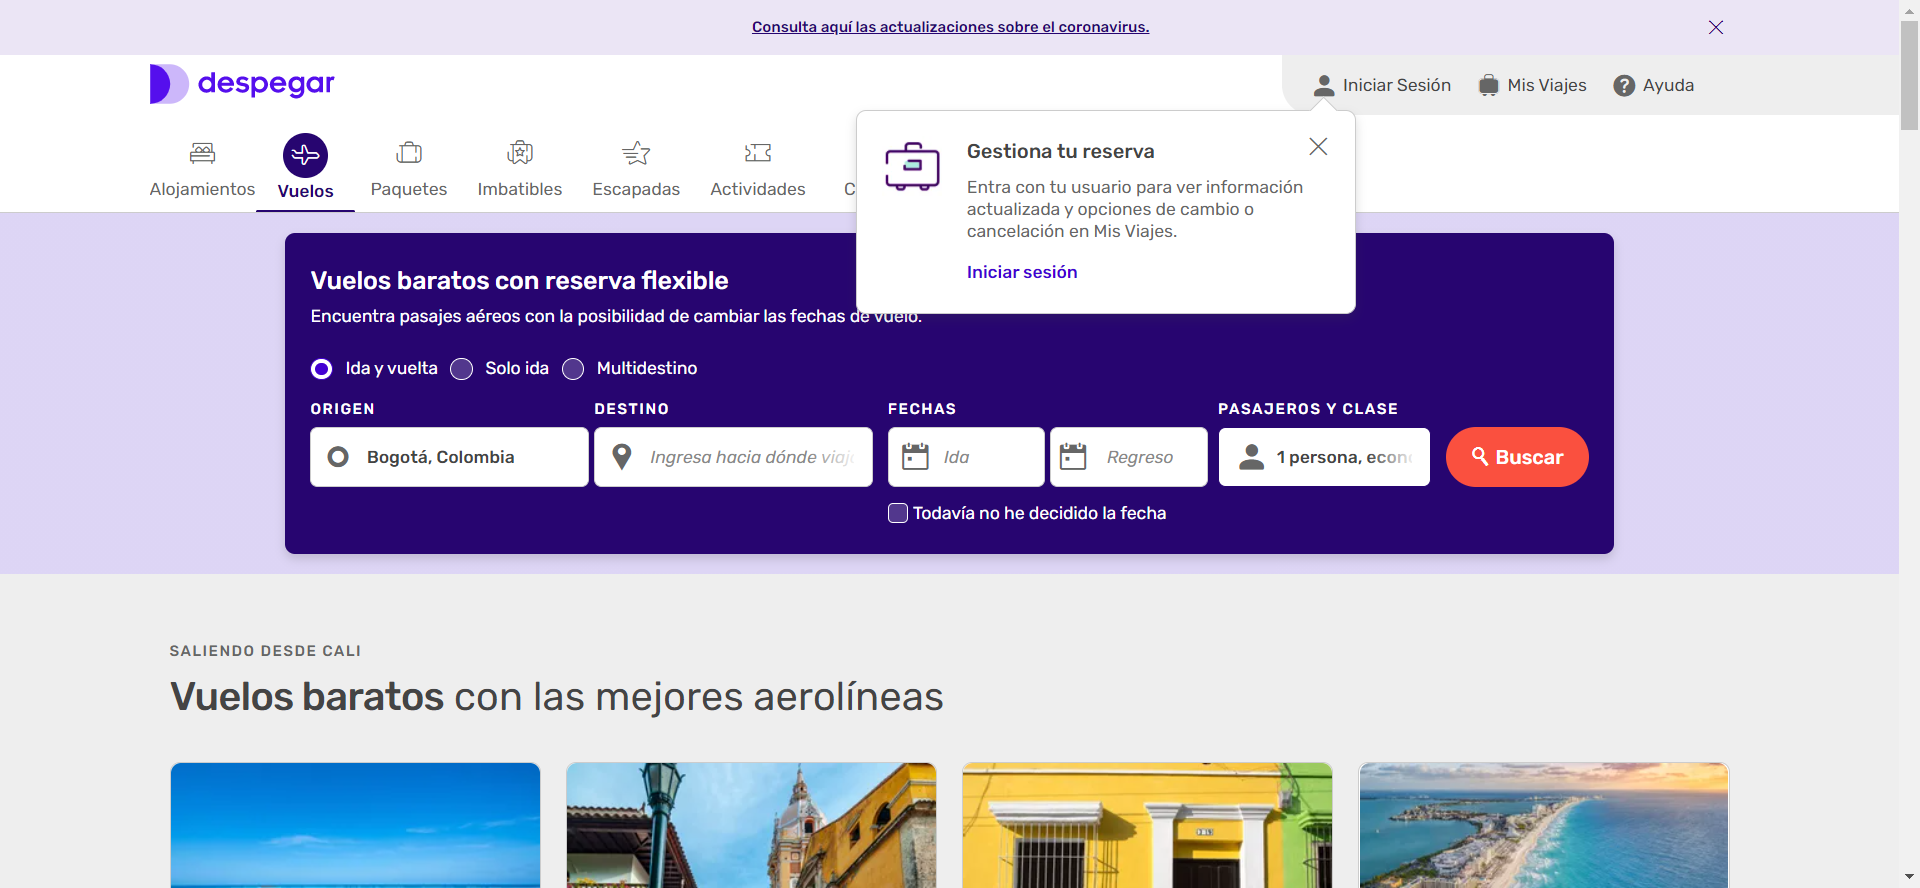 Consulta aquí las actualizaciones sobre el coronavirus.
despegar
Iniciar Sesión
Mis Viajes
Ayuda
Alojamientos
Vuelos
Paquetes
Imbatibles
Escapadas
Actividades
C
Gestiona tu reserva
Entra con tu usuario para ver información
actualizada y opciones de cambio o
cancelación en Mis Viajes.
Iniciar sesión
Vuelos baratos con reserva flexible
Encuentra pasajes aéreos con la posibilidad de cambiar las fechas de vuelo.
Ida y vuelta
Solo ida
Multidestino
ORIGEN
DESTINO
FECHAS
PASAJEROS Y CLASE
Bogotá, Colombia
Ingresa hacia dónde viaj
Ida
Regreso
1 persona, econ
Buscar
Todavía no he decidido la fecha
SALIENDO DESDE CALI
Vuelos baratos con las mejores aerolíneas